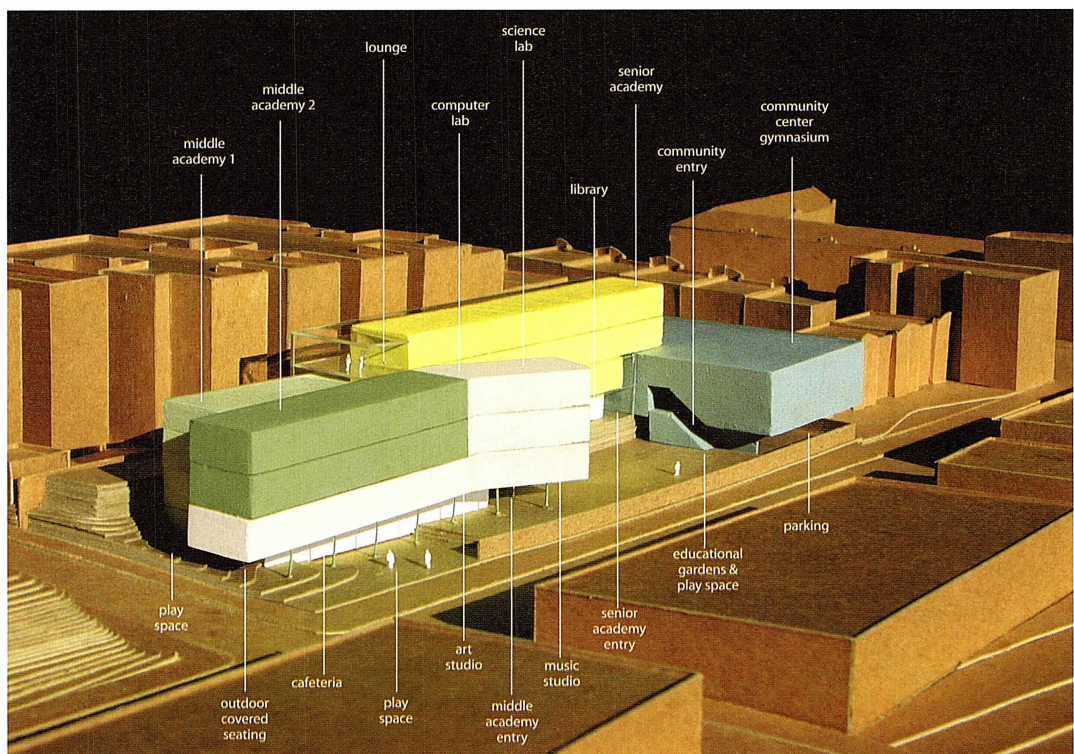 lounge
science
lab
middle
academy 2
senior
academy
computer
lab
community
center
gymnasium
middle
academy 1
community
entry
library
parking
educational
gardens &
play space
play
space
senior
academy
entry
art
studio
music
studio
cafeteria
outdoor
covered
seating
play
space
middle
academy
entry